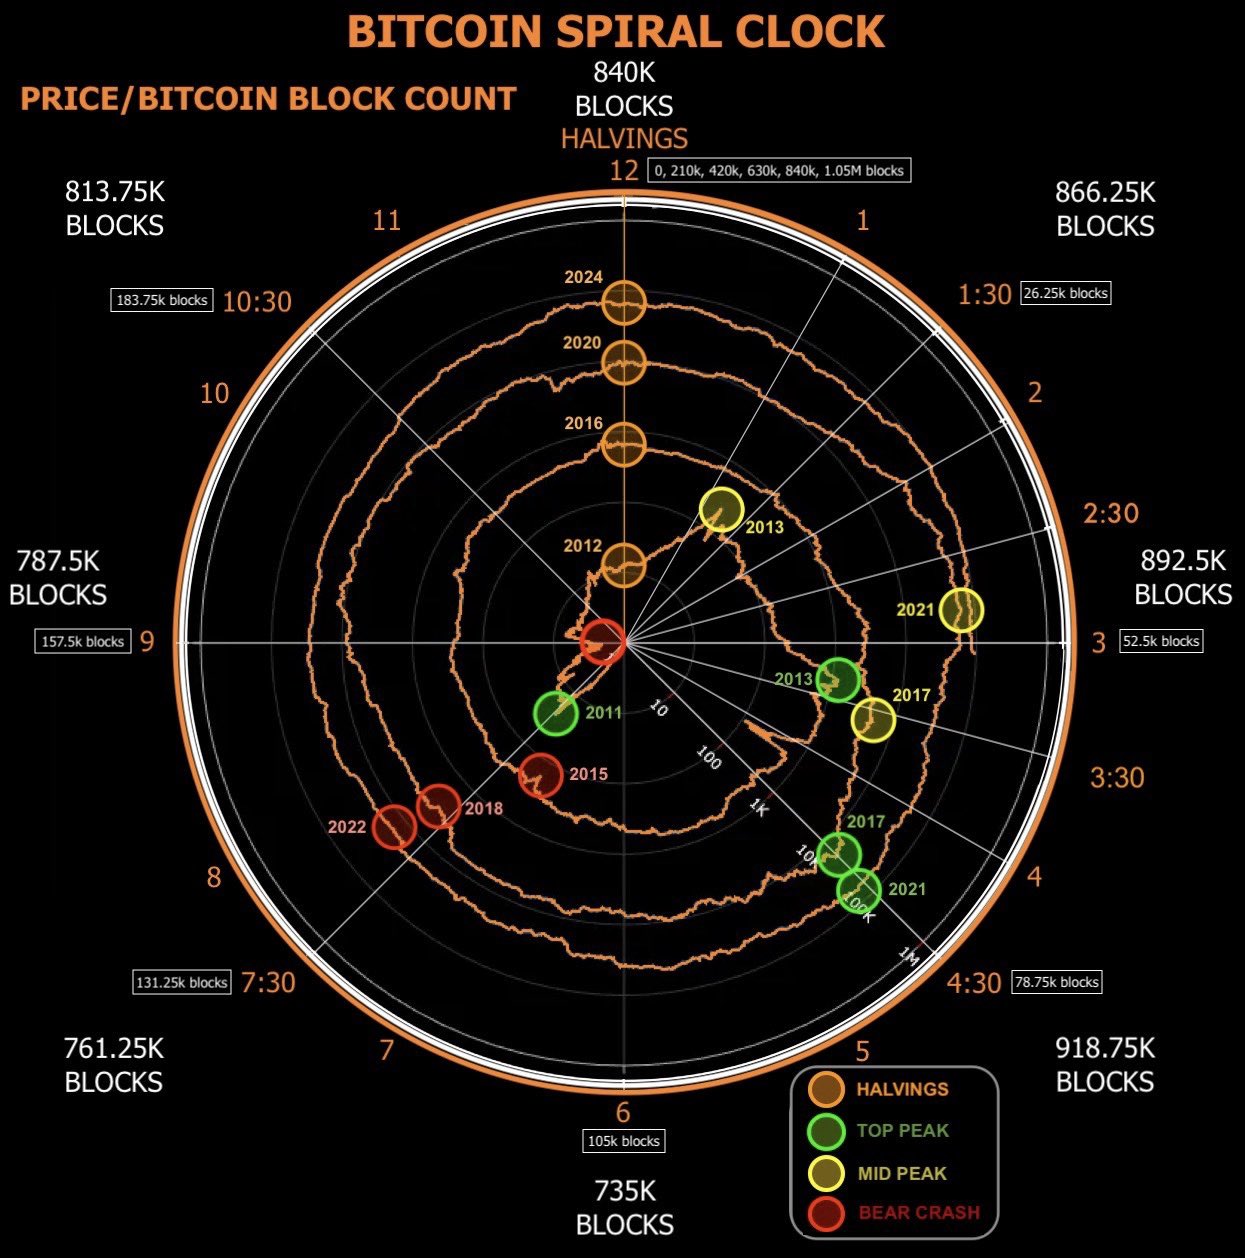 BITCOIN SPIRAL CLOCK
840K
BLOCKS
PRICE/BITCOIN BLOCK COUNT
HALVINGS
12
0, 210k, 420k, 630k, 840k, 1.05M blocks
813.75K
BLOCKS
866.25K
BLOCKS
11
1
183.75k blocks
10:30
1:30
26.25k blocks
2024
2020
10
2
2016
2:30
2013
2012
787.5K
BLOCKS
892.5K
BLOCKS
2021
157.5k blocks
9
3
52.5k blocks
1
2013
2017
2011
10
100
1K
10K
100K
1M
3:30
2015
2018
2022
2017
2021
8
4
131.25k blocks
7:30
4:30
78.75k blocks
761.25K
BLOCKS
918.75K
BLOCKS
7
5
6
105k blocks
735K
BLOCKS
HALVINGS
TOP PEAK
MID PEAK
BEAR CRASH